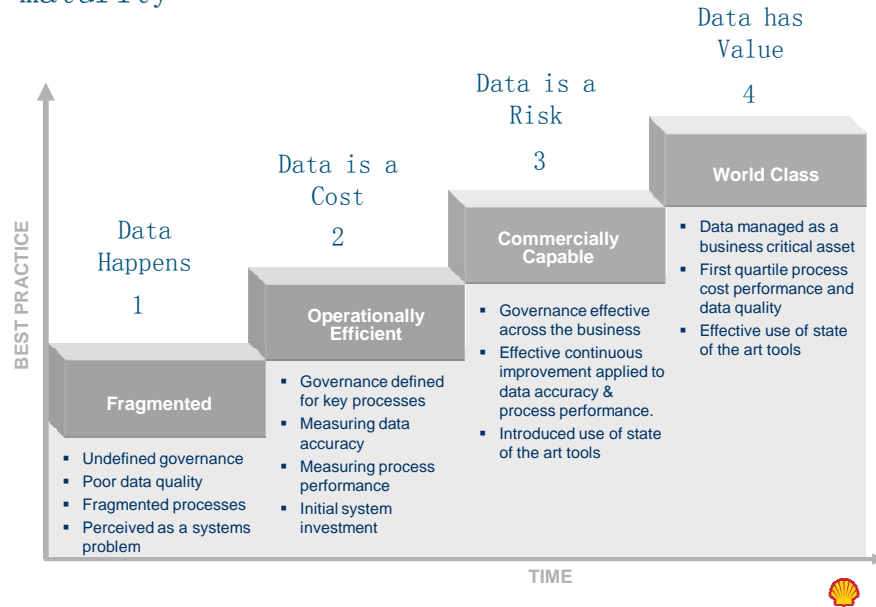 maturity
Data has
Value
4
Data is a
Risk
3
Data is a
Cost
2
Data
Happens
1
World Class
Commercially
Capable
Operationally
Efficient
Fragmented
BEST PRACTICE
▪ Undefined governance
▪ Poor data quality
▪ Fragmented processes
▪ Perceived as a systems
problem
▪ Governance defined
for key processes
▪ Measuring data
accuracy
▪ Measuring process
performance
▪ Initial system
investment
▪ Governance effective
across the business
▪ Effective continuous
improvement applied to
data accuracy &
process performance.
▪ Introduced use of state
of the art tools
▪ Data managed as a
business critical asset
▪ First quartile process
cost performance and
data quality
▪ Effective use of state
of the art tools
TIME